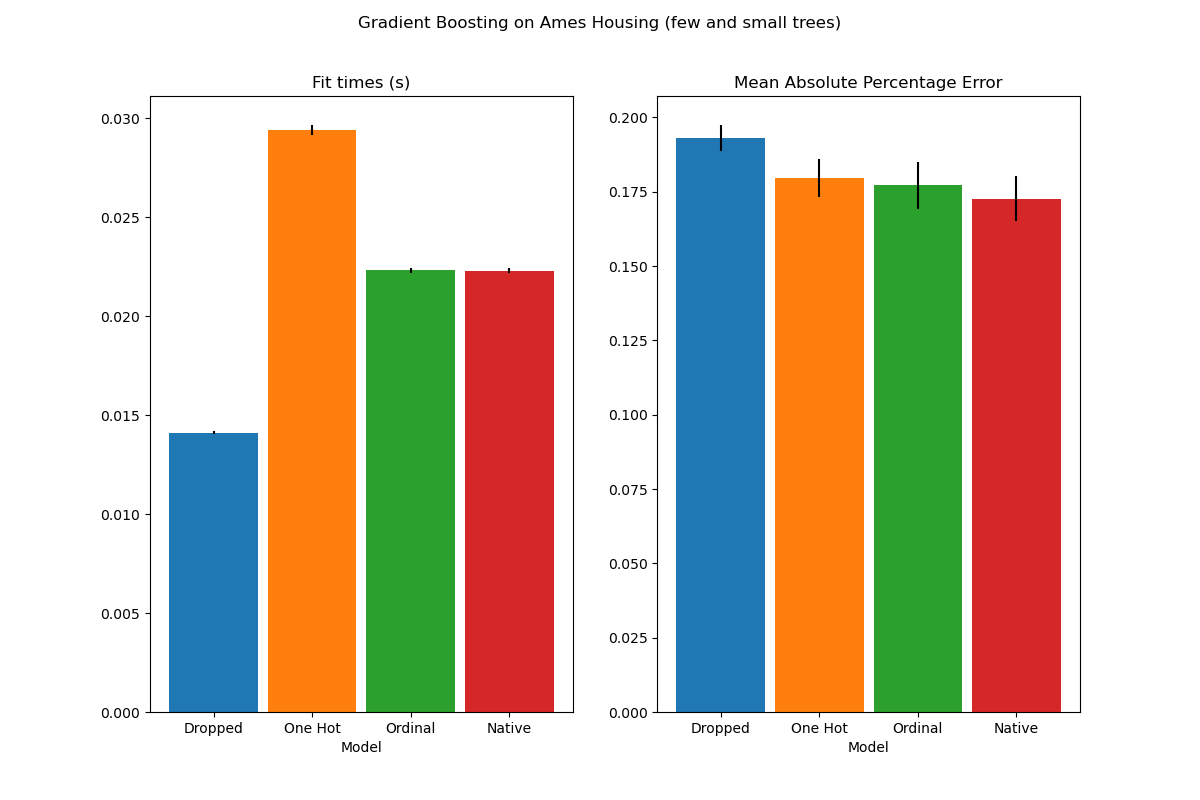 Gradient Boosting on Ames Housing (few and small trees)
Fit times (s)
0.030
0.025
0.020
0.015
0.010
0.005
0.000
Dropped One Hot Ordinal Native
Model
Mean Absolute Percentage Error
0.200
0.175
0.150
0.125
0.100
0.075
0.050
0.025
0.000
Dropped One Hot Ordinal Native
Model